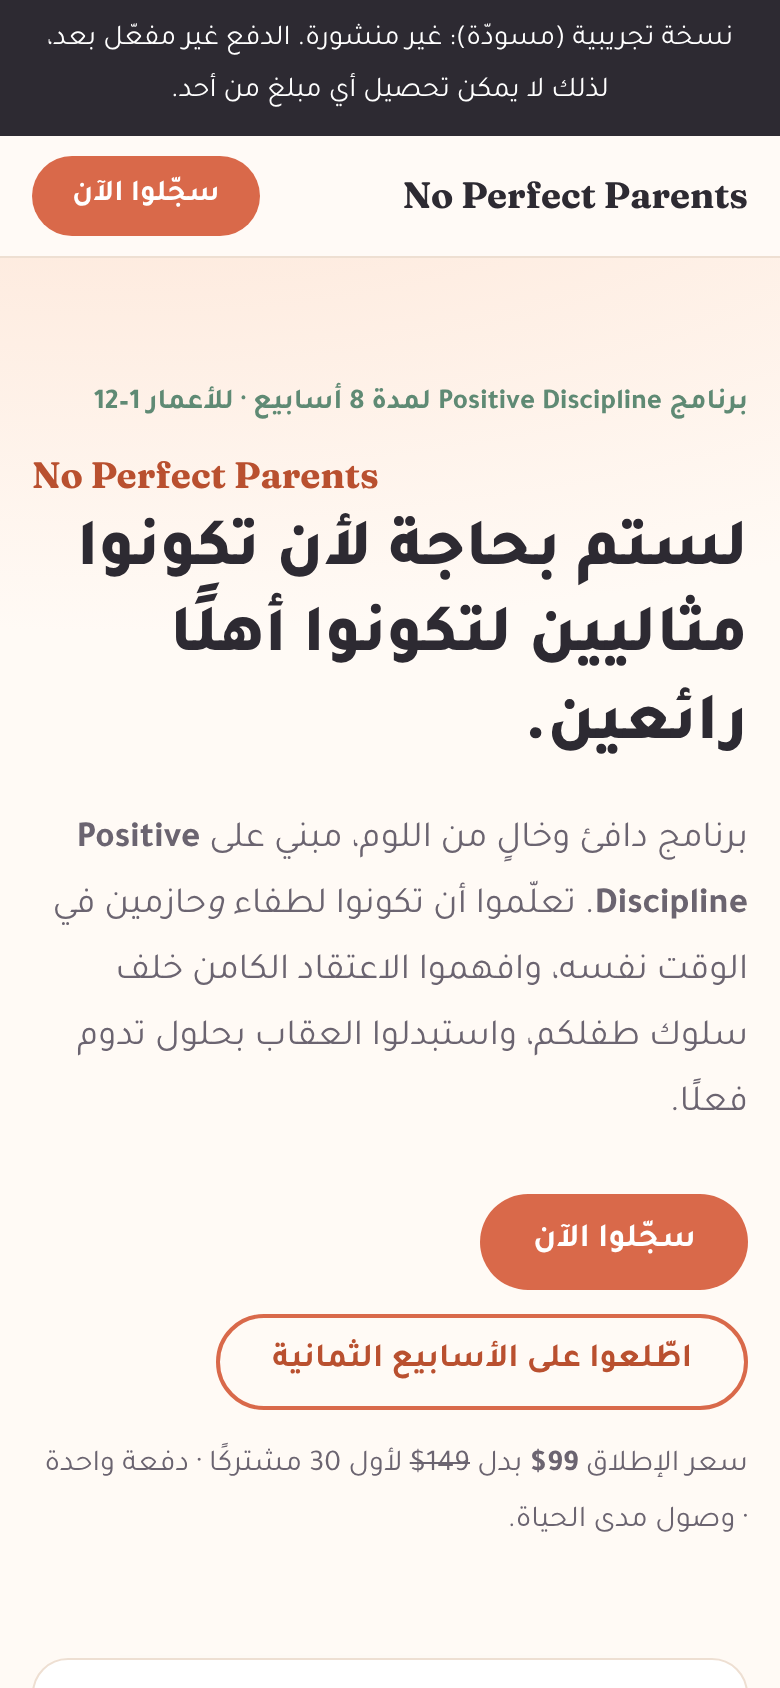 نسخة تجريبية (مسودّة): غير منشورة. الدفع غير مفعّل بعد،
لذلك لا يمكن تحصيل أي مبلغ من أحد.
No Perfect Parents
سجّلوا الآن
برنامج Positive Discipline لمدة 8 أسابيع · للأعمار 1-12
No Perfect Parents
لستم بحاجة لأن تكونوا
مثاليين لتكونوا أهلًا
رائعين.
برنامج دافئ وخالٍ من اللوم، مبني على Positive
Discipline. تعلّموا أن تكونوا لطفاء وحازمين في
الوقت نفسه، وافهموا الاعتقاد الكامن خلف
سلوك طفلكم، واستبدلوا العقاب بحلول تدوم
فعلًا.
سجّلوا الآن
اطّلعوا على الأسابيع الثمانية
سعر الإطلاق 99$ بدل 149$ لأول 30 مشتركًا · دفعة واحدة
· وصول مدى الحياة.